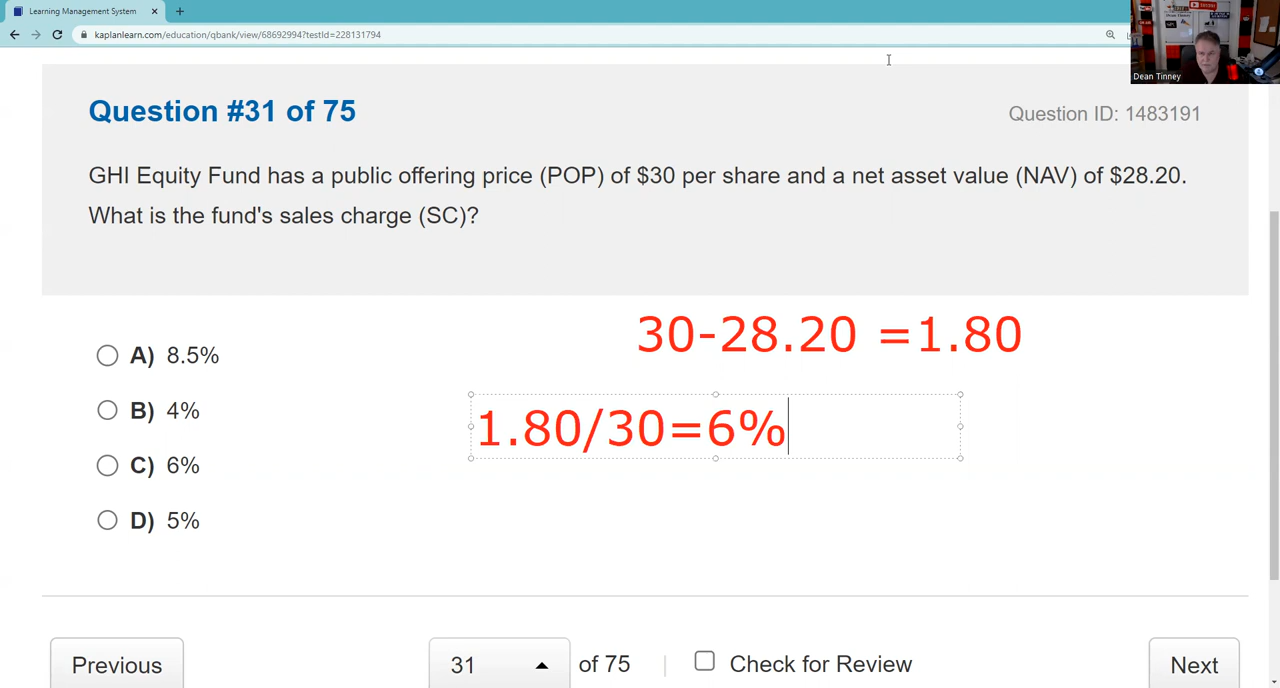 Learning Management System
kaplanlearn.com/education/qbank/view/68692994?testId=228131794
Dean Tinney
Question #31 of 75
Question ID: 1483191
GHI Equity Fund has a public offering price (POP) of $30 per share and a net asset value (NAV) of $28.20.
What is the fund's sales charge (SC)?
30-28.20 =1.80
A) 8.5%
1.80/30=6%
B) 4%
C) 6%
D) 5%
Previous
31
of 75
Check for Review
Next